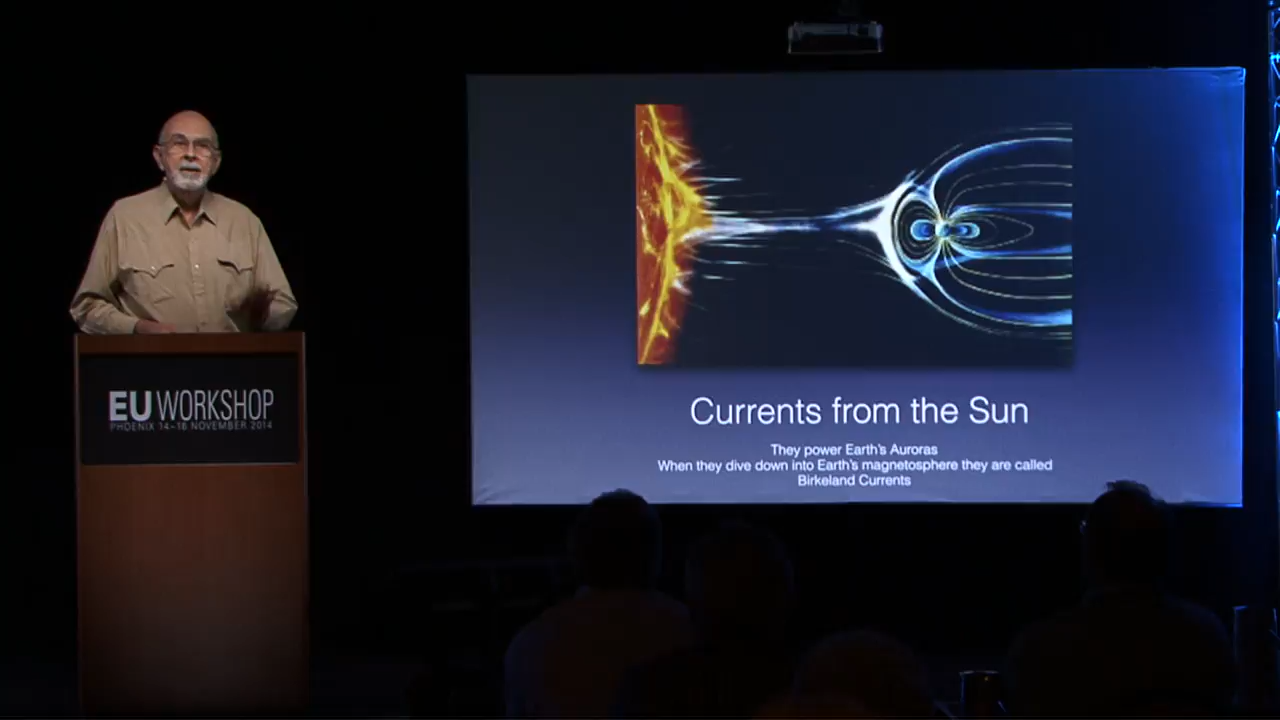 EU WORKSHOP
PHOENIX 14-16 NOVEMBER 2014
Currents from the Sun
They power Earth's Auroras
When they dive down into Earth's magnetosphere they are called
Birkeland Currents